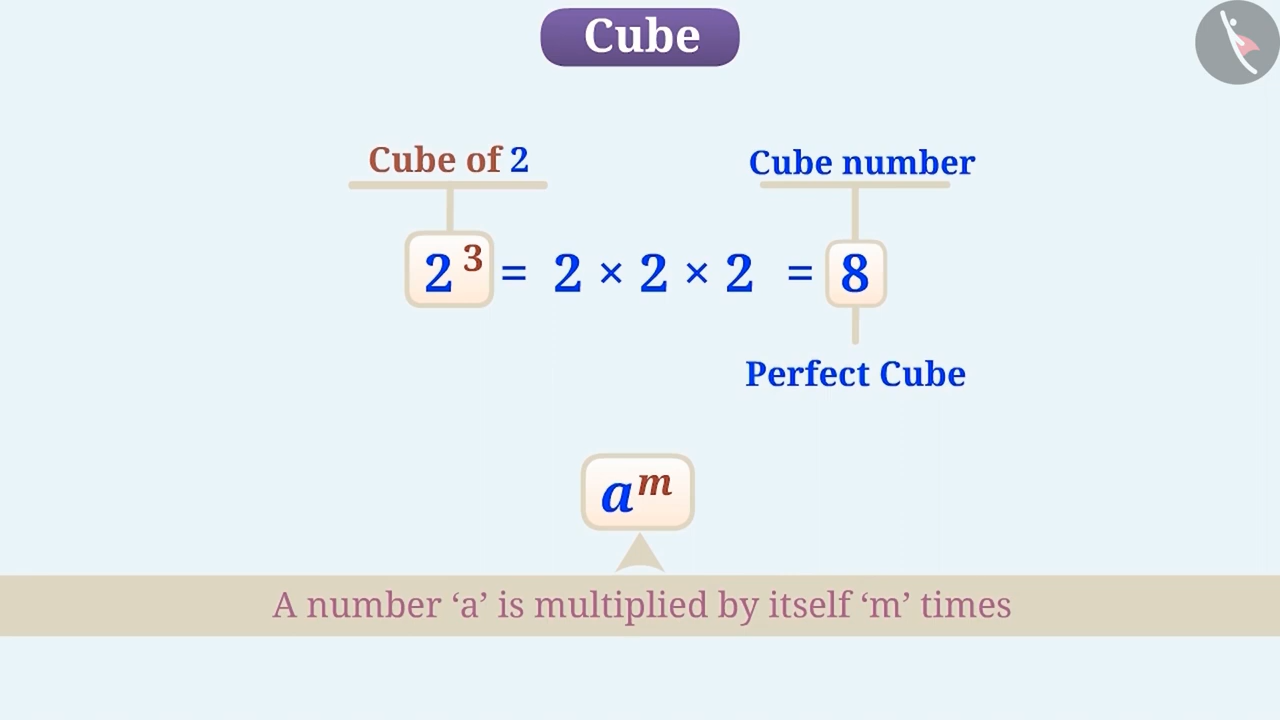 Cube
Cube of 2
Cube number
2³ = 2 × 2 × 2 = 8
Perfect Cube
aᵐ
A number ‘a’ is multiplied by itself ‘m’ times